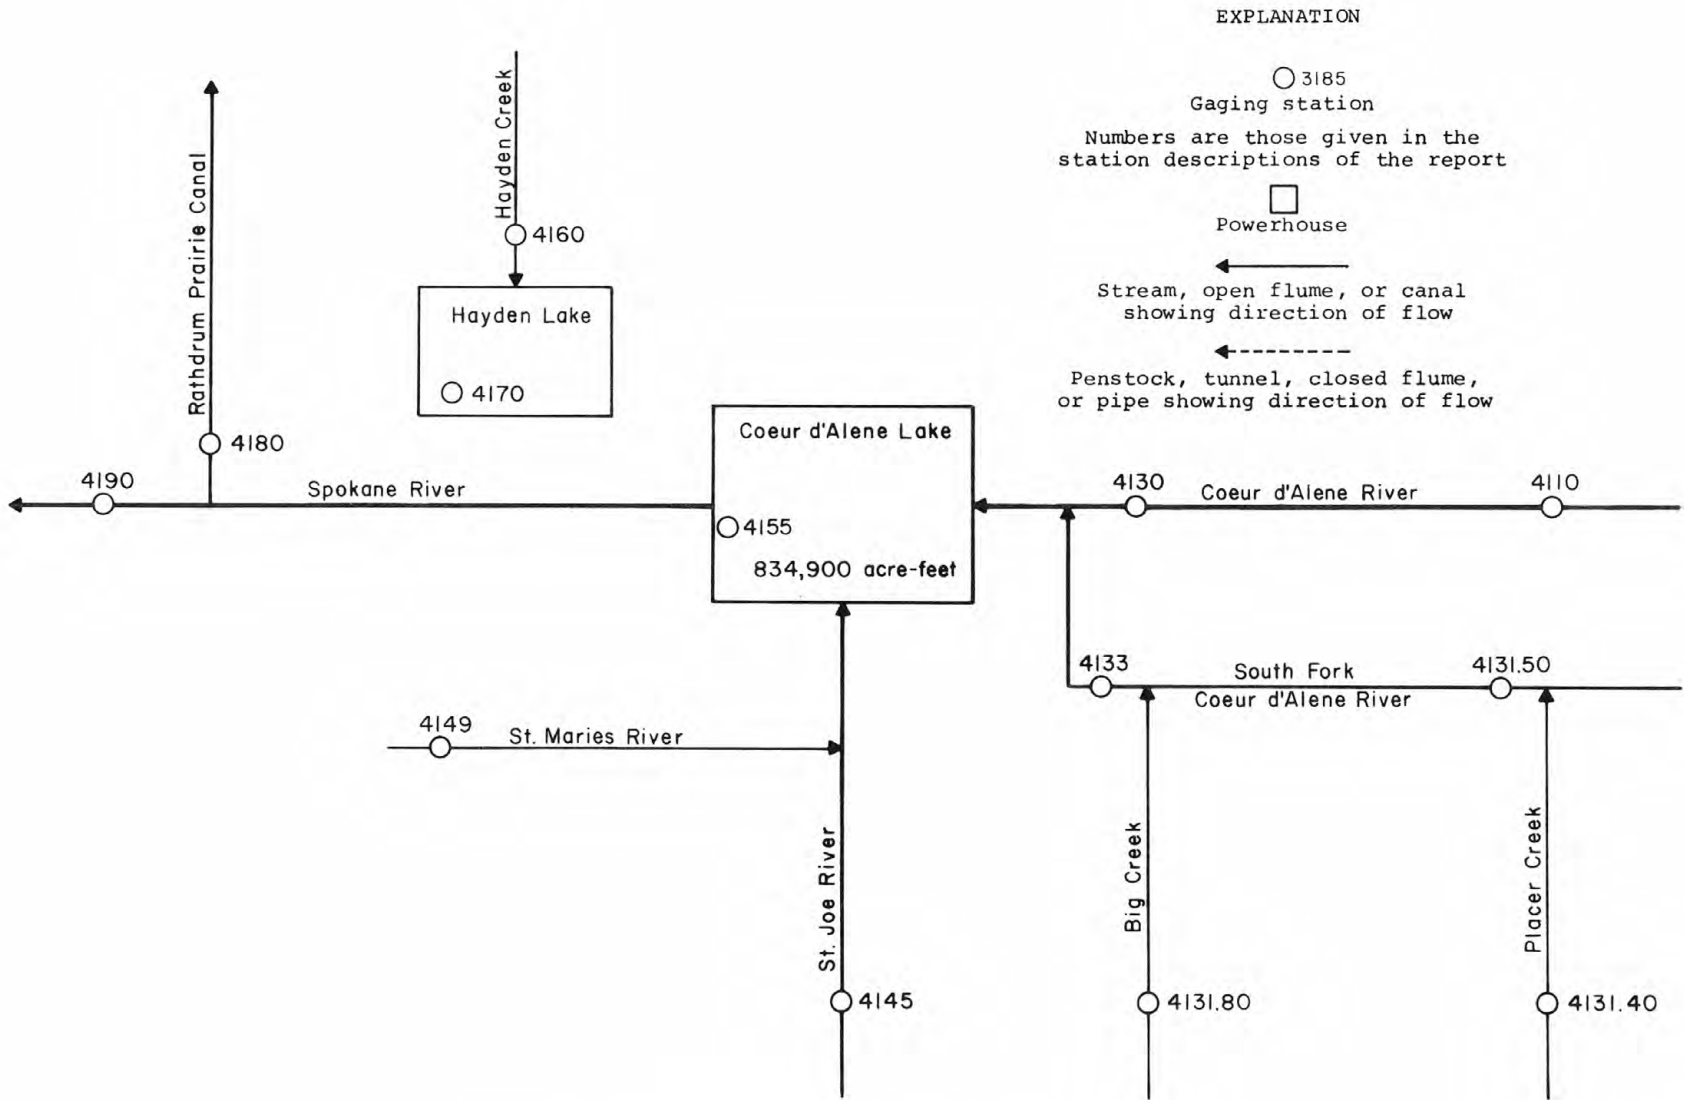 EXPLANATION
3185
Gaging station
Numbers are those given in the
station descriptions of the report
Powerhouse
Stream, open flume, or canal
showing direction of flow
Penstock, tunnel, closed flume,
or pipe showing direction of flow
Rathdrum Prairie Canal
4180
Hayden Creek
4160
Hayden Lake
4170
4190
Spokane River
Coeur d'Alene Lake
4155
834,900 acre-feet
4130
Coeur d'Alene River
4110
4133
South Fork
Coeur d'Alene River
4131.50
4149
St. Maries River
St. Joe River
4145
Big Creek
4131.80
Placer Creek
4131.40